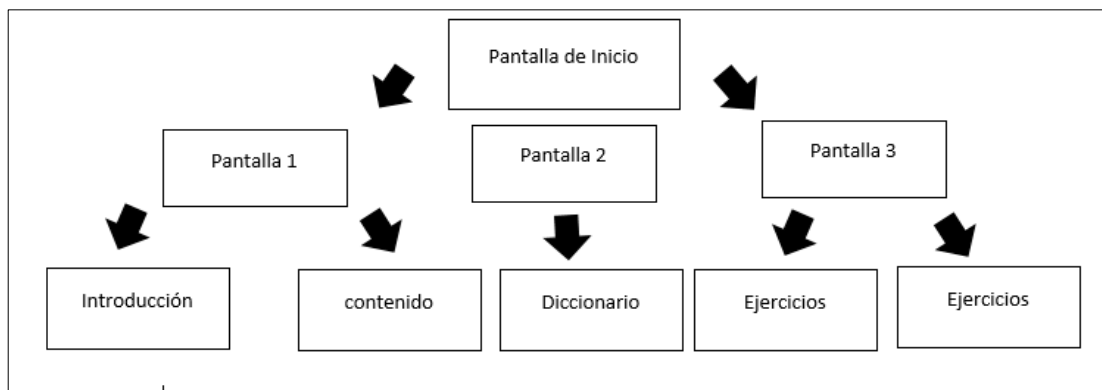 Pantalla de Inicio
Pantalla 1
Pantalla 2
Pantalla 3
Introducción
contenido
Diccionario
Ejercicios
Ejercicios